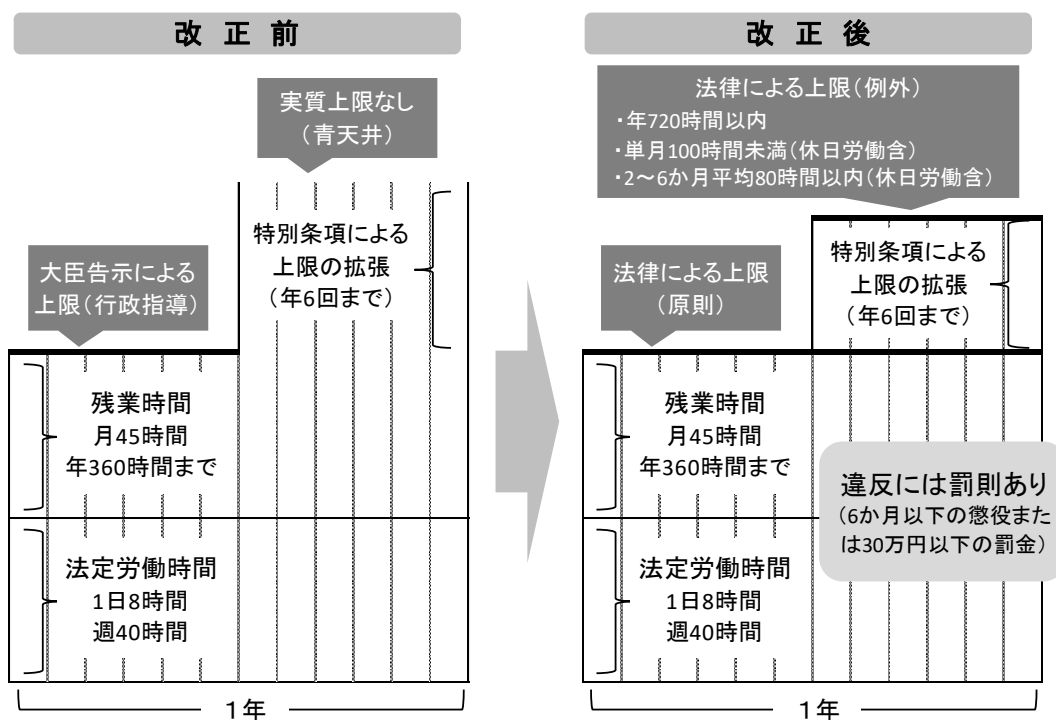 改 正 前
実質上限なし
（青天井）
特別条項による
上限の拡張
（年6回まで）
大臣告示による
上限（行政指導）
残業時間
月45時間
年360時間まで
法定労働時間
1日8時間
週40時間
１年
改 正 後
法律による上限（例外）
・年720時間以内
・単月100時間未満（休日労働含）
・2～6か月平均80時間以内（休日労働含）
特別条項による
上限の拡張
（年6回まで）
法律による上限
（原則）
残業時間
月45時間
年360時間まで
違反には罰則あり
（6か月以下の懲役また
は30万円以下の罰金）
法定労働時間
1日8時間
週40時間
１年